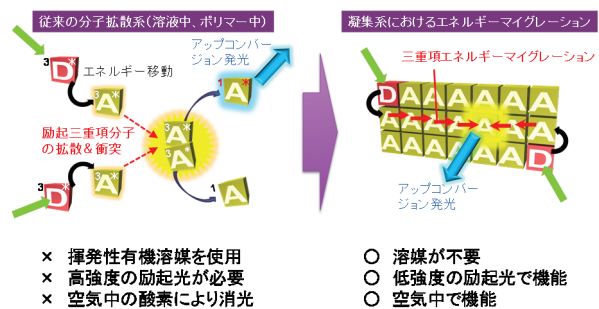 従来の分子拡散系(溶液中、ポリマー中)
3D*
エネルギー移動
3A*
アップコンバー
ジョン発光
1A*
励起三重項分子
の拡散&衝突
3A*
3A*
3D*
3A*
1A
× 揮発性有機溶媒を使用
× 高強度の励起光が必要
× 空気中の酸素により消光
凝集系におけるエネルギーマイグレーション
三重項エネルギーマイグレーション
DAAAAAA
AAAAAAA
AAAAAAD
アップコンバー
ジョン発光
○ 溶媒が不要
○ 低強度の励起光で機能
○ 空気中で機能